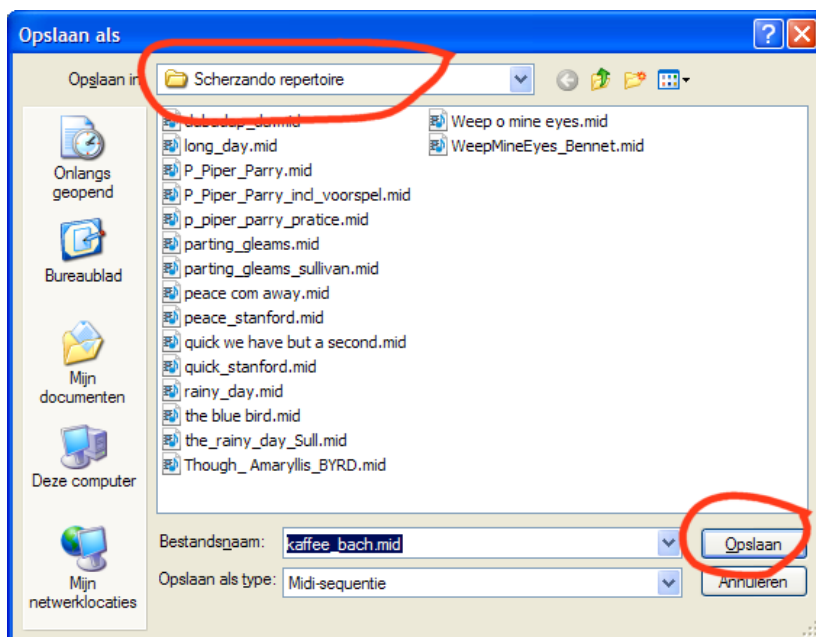 Opslaan als
Opslaan in
Scherzando repertoire
Onlangs
geopend
Bureaublad
Mijn
documenten
Deze computer
Mijn
netwerklocaties
dubadap_da.mid
long_day.mid
P_Piper_Parry.mid
P_Piper_Parry_incl_voorspel.mid
p_piper_parry_pratice.mid
parting_gleams.mid
parting_gleams_sullivan.mid
peace com away.mid
peace_stanford.mid
quick we have but a second.mid
quick_stanford.mid
rainy_day.mid
the blue bird.mid
the_rainy_day_Sull.mid
Though_ Amaryllis_BYRD.mid
Weep o mine eyes.mid
WeepMineEyes_Bennet.mid
Bestandsnaam:
kaffee_bach.mid
Opslaan
Opslaan als type:
Midi-sequentie
Annuleren